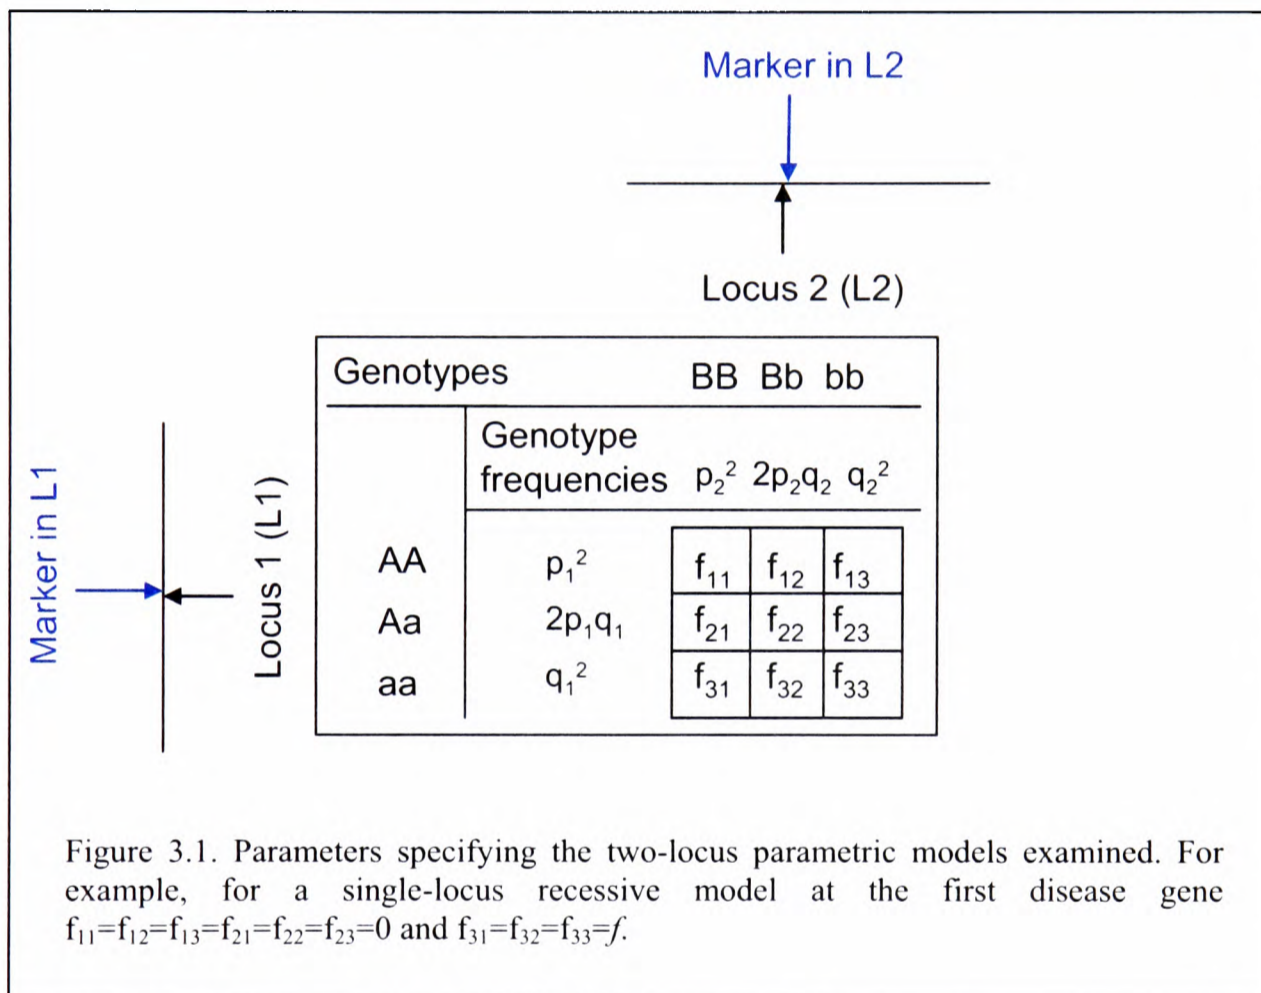 Marker in L2
Locus 2 (L2)
Marker in L1
Locus 1 (L1)
Genotypes BB Bb bb
Genotype
frequencies p₂² 2p₂q₂ q₂²
AA p₁² f₁₁ f₁₂ f₁₃
Aa 2p₁q₁ f₂₁ f₂₂ f₂₃
aa q₁² f₃₁ f₃₂ f₃₃
Figure 3.1. Parameters specifying the two-locus parametric models examined. For
example, for a single-locus recessive model at the first disease gene
f₁₁=f₁₂=f₁₃=f₂₁=f₂₂=f₂₃=0 and f₃₁=f₃₂=f₃₃=f.